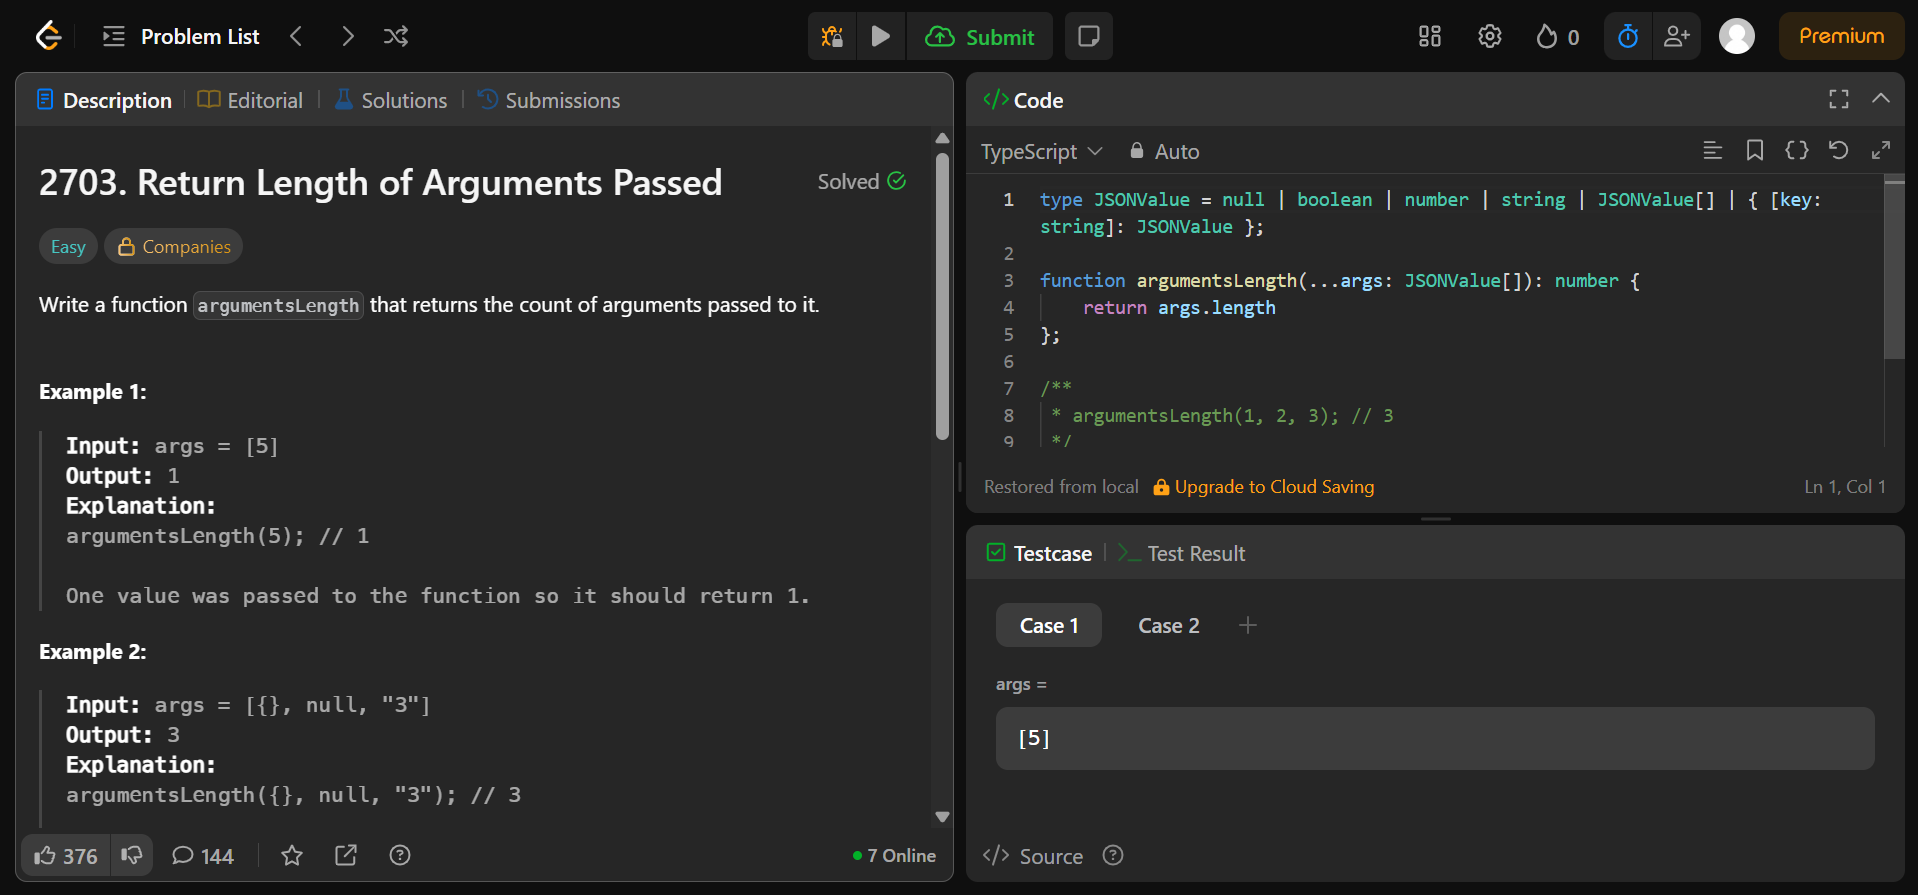 Problem List
Submit
0
Premium
Description
Editorial
Solutions
Submissions
2703. Return Length of Arguments Passed
Solved
Easy
Companies
Write a function argumentsLength that returns the count of arguments passed to it.
Example 1:
Input: args = [5]
Output: 1
Explanation:
argumentsLength(5); // 1
One value was passed to the function so it should return 1.
Example 2:
Input: args = [{}, null, "3"]
Output: 3
Explanation:
argumentsLength({}, null, "3"); // 3
376
144
7 Online
</> Code
TypeScript
Auto
1 type JSONValue = null | boolean | number | string | JSONValue[] | { [key:
string]: JSONValue };
2
3 function argumentsLength(...args: JSONValue[]): number {
4 return args.length
5 };
6
7 /**
8 * argumentsLength(1, 2, 3); // 3
9 */
Restored from local
Upgrade to Cloud Saving
Ln 1, Col 1
Testcase
Test Result
Case 1
Case 2
args =
[5]
</> Source